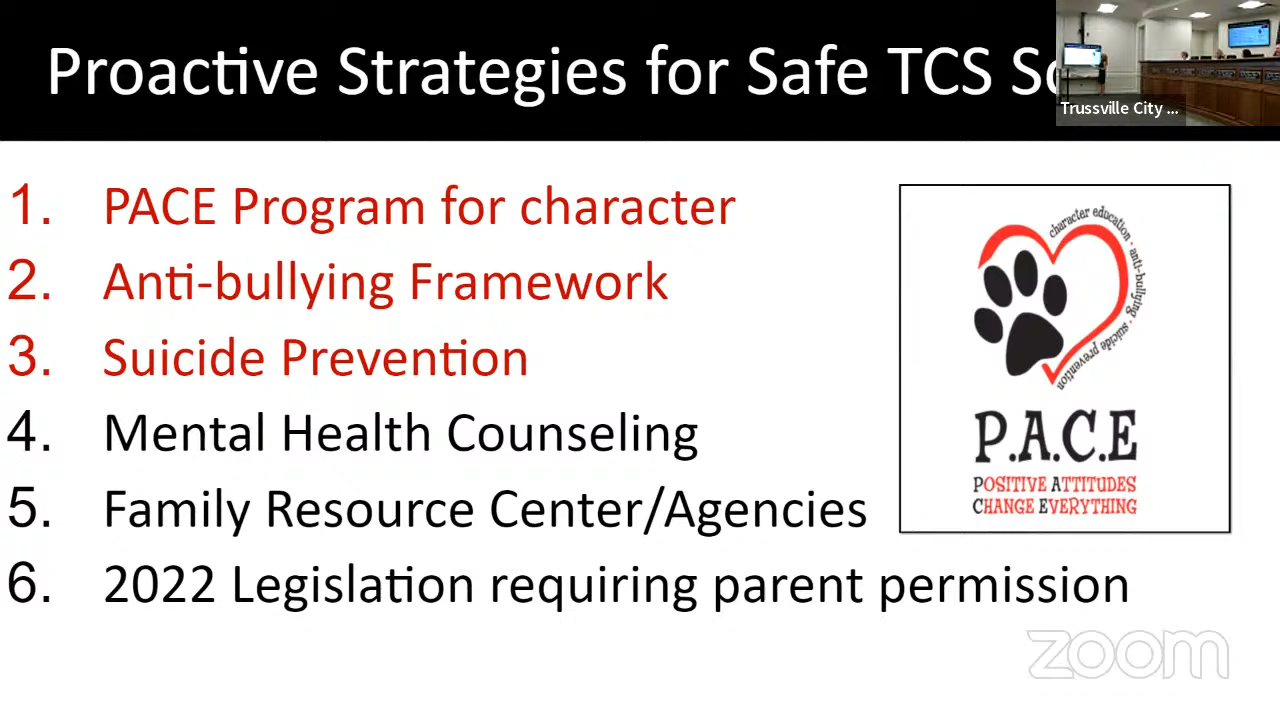 Proactive Strategies for Safe TCS
Trussville City ...
1. PACE Program for character
2. Anti-bullying Framework
3. Suicide Prevention
4. Mental Health Counseling
5. Family Resource Center/Agencies
6. 2022 Legislation requiring parent permission
character education · anti-bullying · suicide prevention
P.A.C.E
POSITIVE ATTITUDES
CHANGE EVERYTHING
zoom